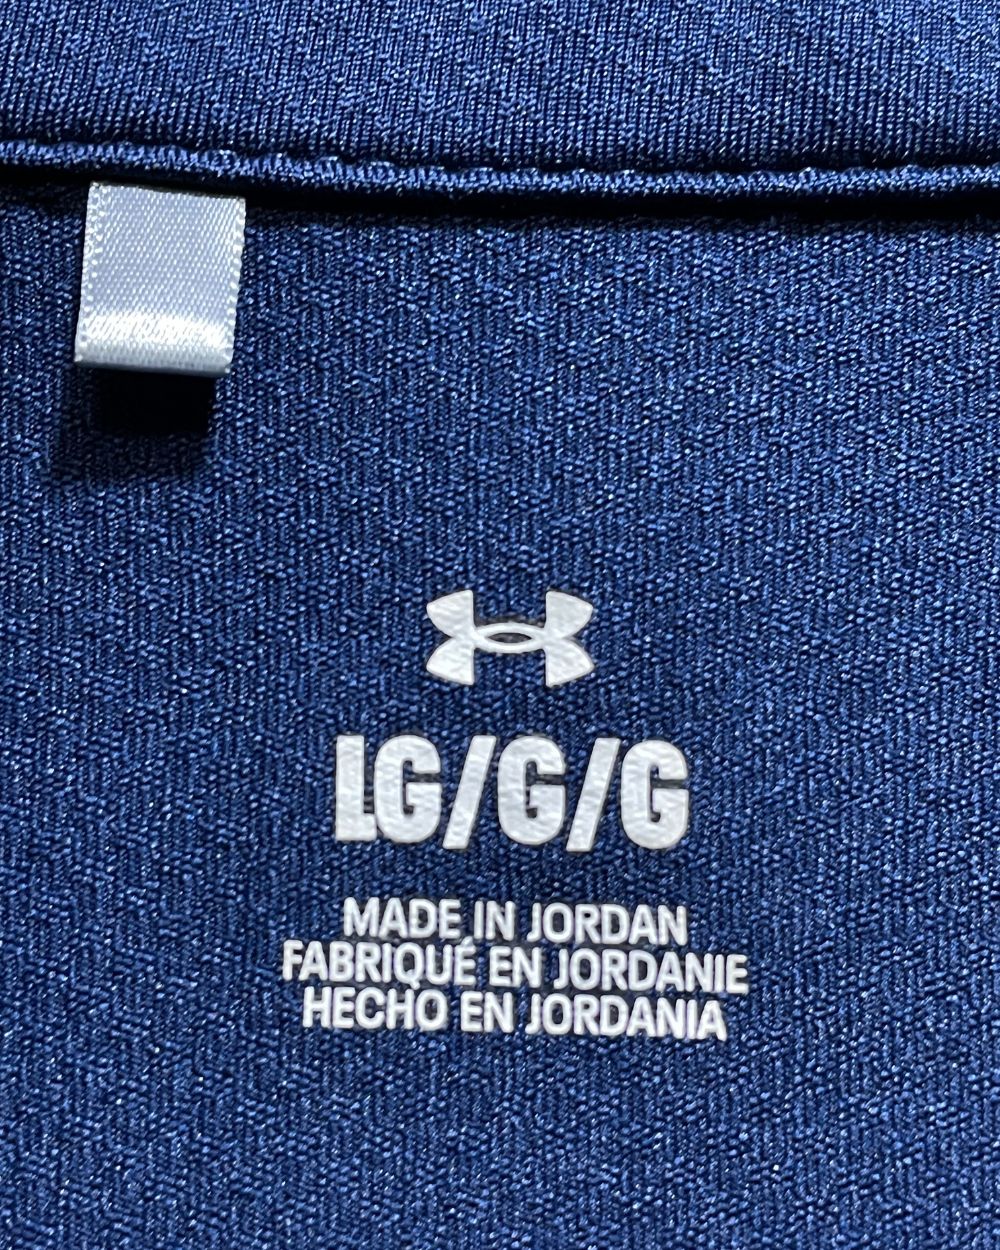 LG/G/G
MADE IN JORDAN
FABRIQUÉ EN JORDANIE
HECHO EN JORDANIA